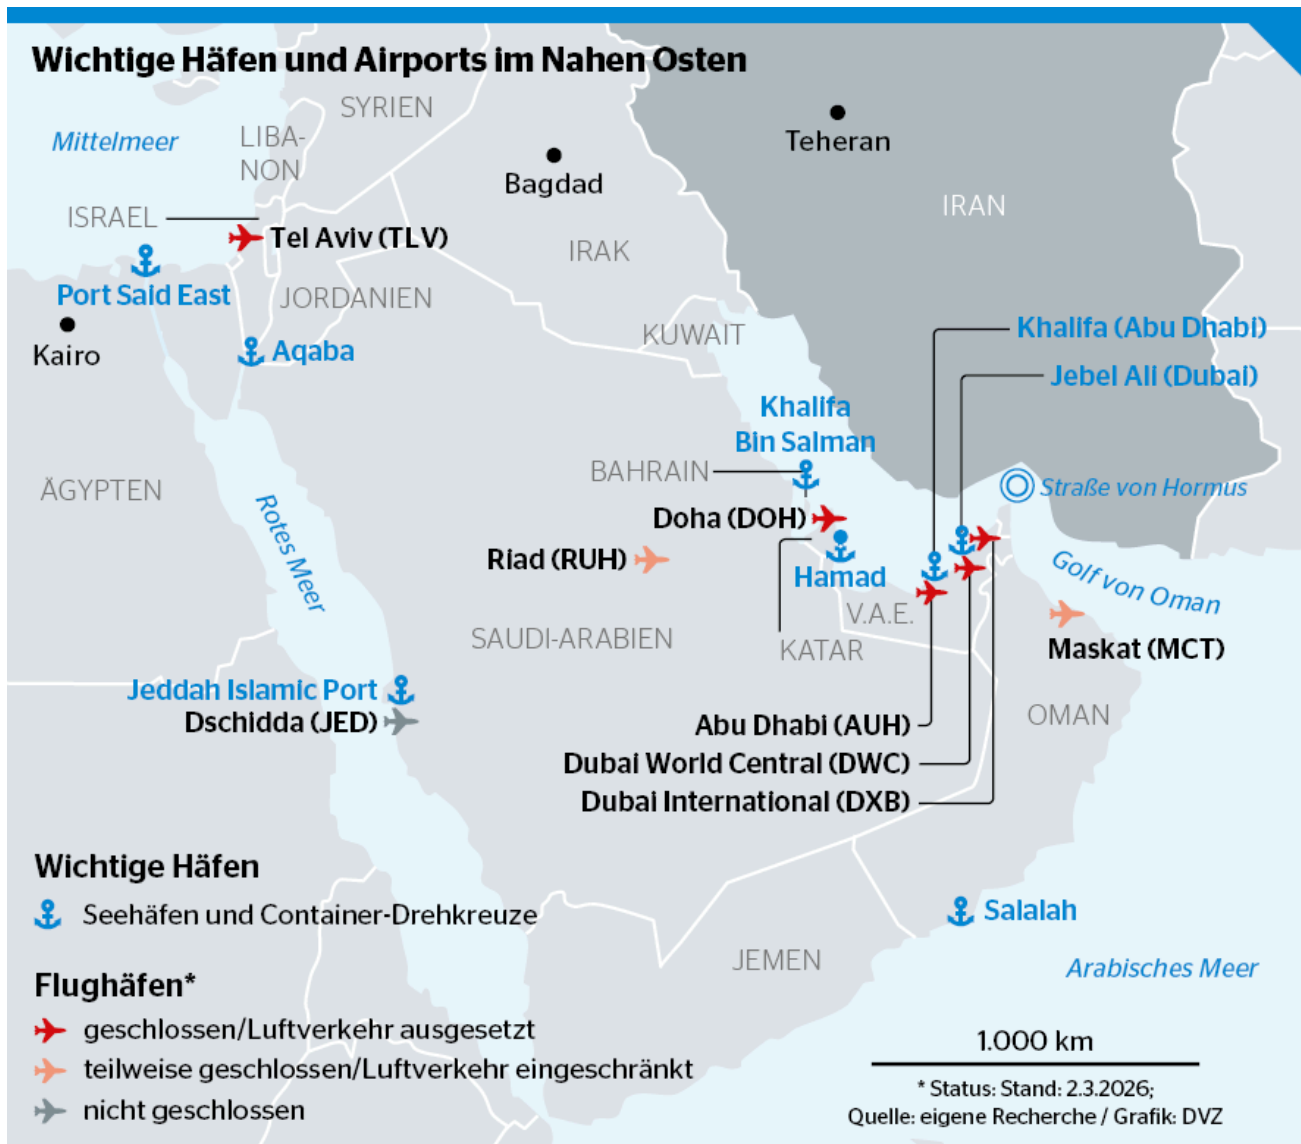 Wichtige Häfen und Airports im Nahen Osten
SYRIEN
Mittelmeer
LIBA-
NON
Teheran
Bagdad
ISRAEL
IRAN
Tel Aviv (TLV)
IRAK
Port Said East
JORDANIEN
Kairo
Aqaba
KUWAIT
Khalifa (Abu Dhabi)
Jebel Ali (Dubai)
Khalifa
Bin Salman
BAHRAIN
ÄGYPTEN
Straße von Hormus
Rotes Meer
Doha (DOH)
Riad (RUH)
Hamad
Golf von Oman
V.A.E.
SAUDI-ARABIEN
KATAR
Maskat (MCT)
Jeddah Islamic Port
Dschidda (JED)
OMAN
Abu Dhabi (AUH)
Dubai World Central (DWC)
Dubai International (DXB)
Wichtige Häfen
Seehäfen und Container-Drehkreuze
Salalah
JEMEN
Arabisches Meer
Flughäfen*
geschlossen/Luftverkehr ausgesetzt
teilweise geschlossen/Luftverkehr eingeschränkt
nicht geschlossen
1.000 km
* Status: Stand: 2.3.2026;
Quelle: eigene Recherche / Grafik: DVZ